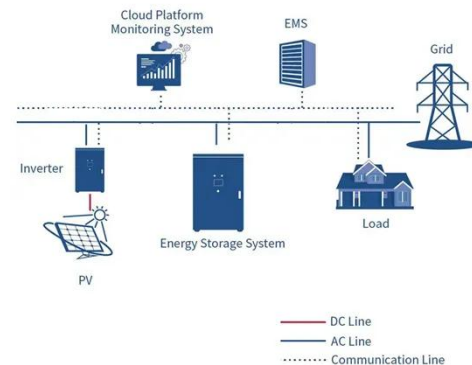 Cloud Platform
Monitoring System
EMS
Grid
Inverter
Energy Storage System
Load
PV
DC Line
AC Line
Communication Line